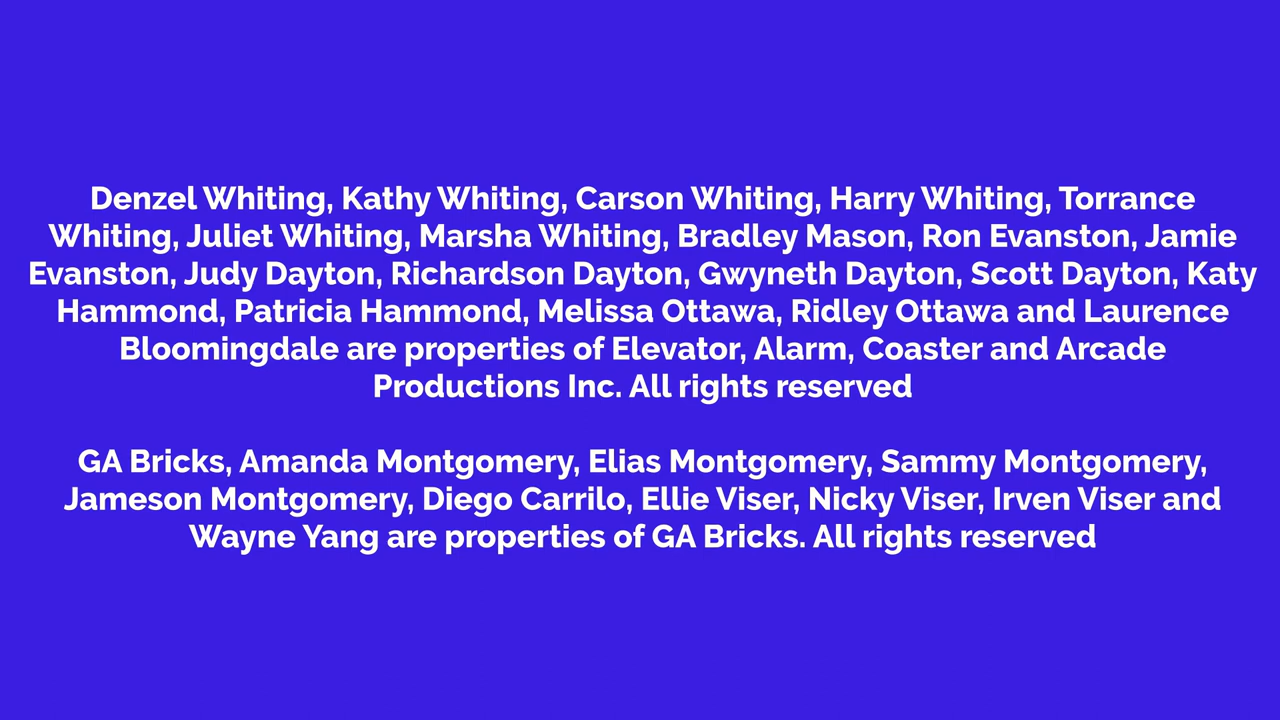 Denzel Whiting, Kathy Whiting, Carson Whiting, Harry Whiting, Torrance
Whiting, Juliet Whiting, Marsha Whiting, Bradley Mason, Ron Evanston, Jamie
Evanston, Judy Dayton, Richardson Dayton, Gwyneth Dayton, Scott Dayton, Katy
Hammond, Patricia Hammond, Melissa Ottawa, Ridley Ottawa and Laurence
Bloomingdale are properties of Elevator, Alarm, Coaster and Arcade
Productions Inc. All rights reserved
GA Bricks, Amanda Montgomery, Elias Montgomery, Sammy Montgomery,
Jameson Montgomery, Diego Carrilo, Ellie Viser, Nicky Viser, Irven Viser and
Wayne Yang are properties of GA Bricks. All rights reserved